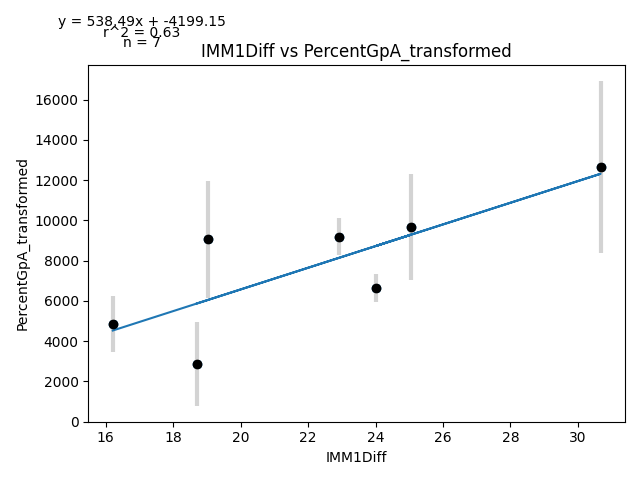 y = 538.49x + -4199.15
r^2 = 0.63
n = 7
IMM1Diff vs PercentGpA_transformed
16000
14000
12000
10000
8000
6000
4000
2000
0
PercentGpA_transformed
16 18 20 22 24 26 28 30
IMM1Diff